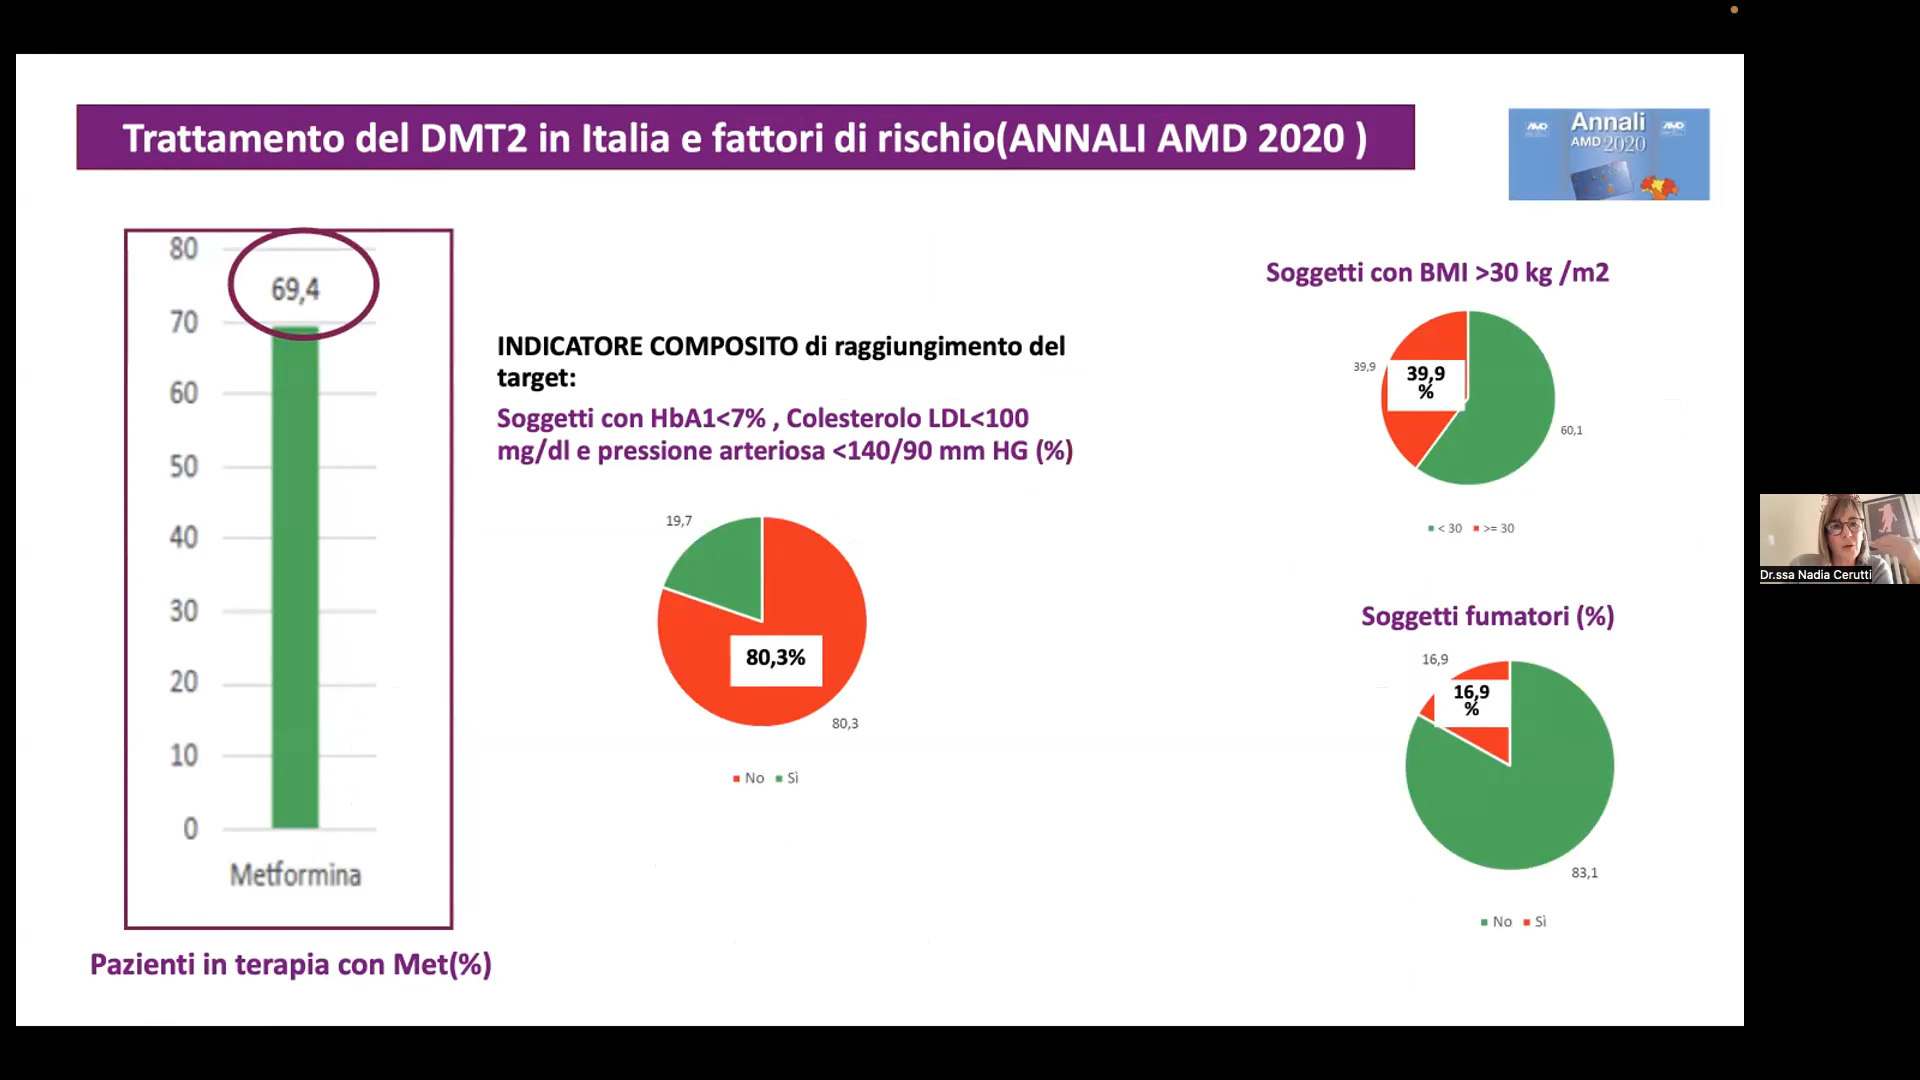 Trattamento del DMT2 in Italia e fattori di rischio(ANNALI AMD 2020 )
Annali
AMD 2020
AMD
AMD
80
69,4
70
60
50
40
30
20
10
0
Metformina
Pazienti in terapia con Met(%)
INDICATORE COMPOSITO di raggiungimento del
target:
Soggetti con HbA1<7% , Colesterolo LDL<100
mg/dl e pressione arteriosa <140/90 mm HG (%)
19,7
80,3%
80,3
No Sì
Soggetti con BMI >30 kg /m2
39,9
39,9
%
60,1
< 30 >= 30
Soggetti fumatori (%)
16,9
16,9
%
83,1
No Sì
Dr.ssa Nadia Cerutti